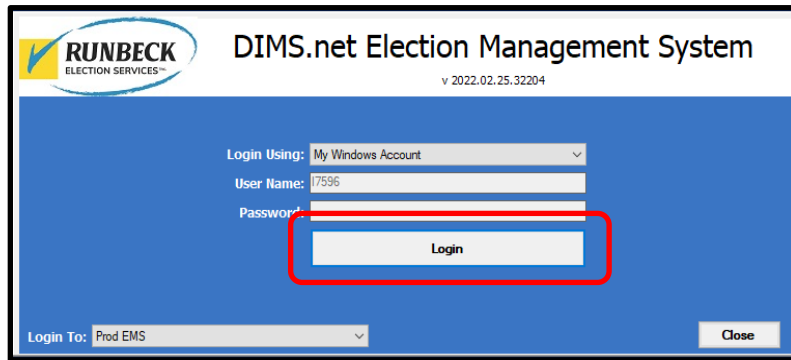 RUNBECK
ELECTION SERVICES℠
DIMS.net Election Management System
v 2022.02.25.32204
Login Using: My Windows Account
User Name: I7596
Password:
Login
Login To: Prod EMS
Close